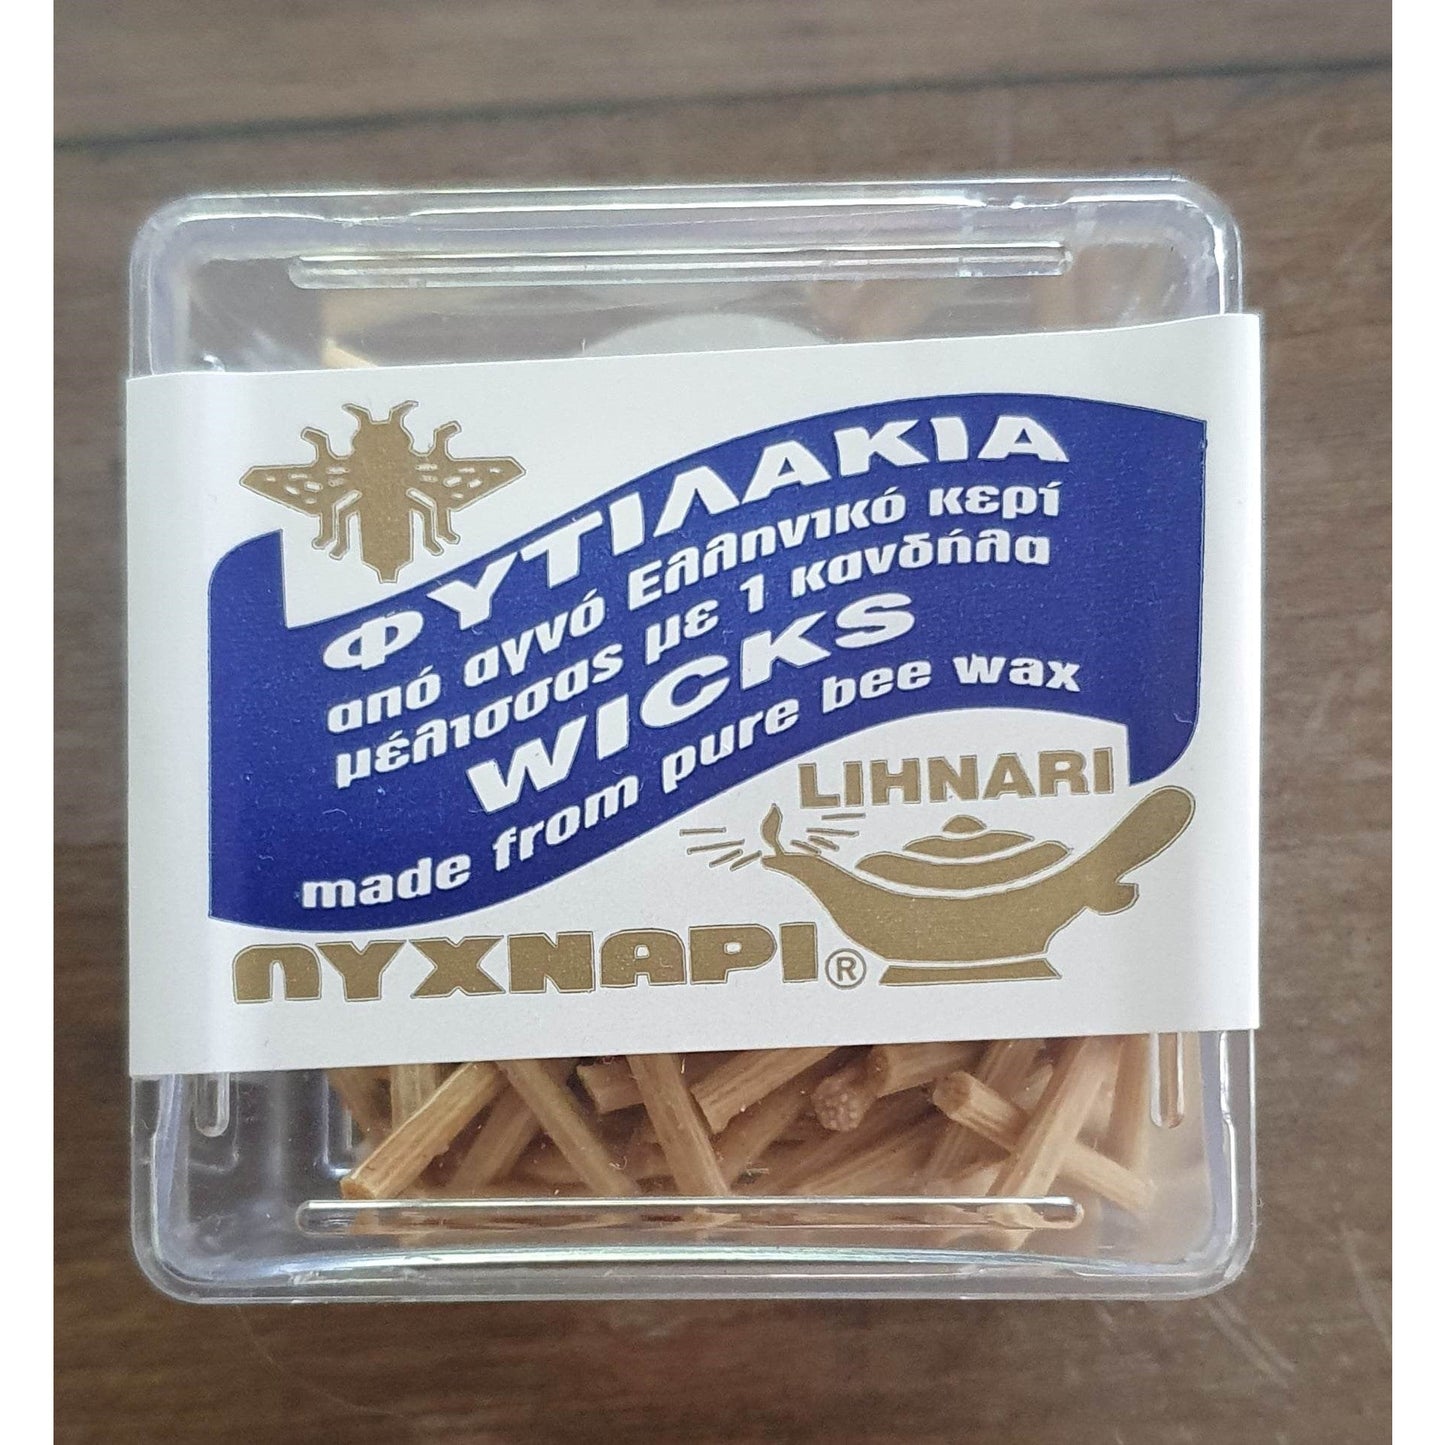 ΦΥΤΙΛΑΚΙΑ
από αγνό Ελληνικό κερί
μέλισσας με 1 κανδήλα
WICKS
made from pure bee wax
LIHNARI
ΛΥΧΝΑΡΙ®